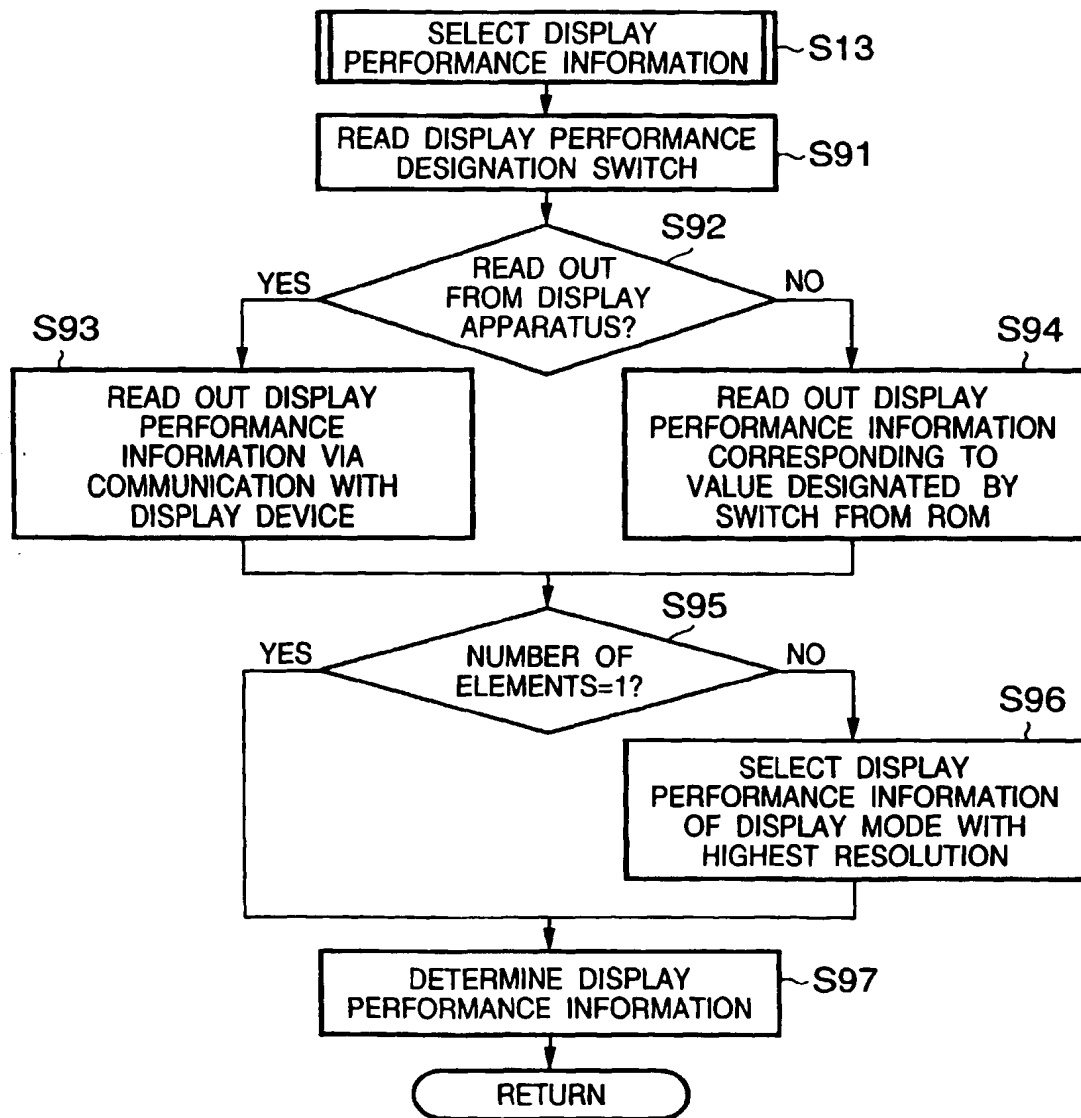 SELECT DISPLAY
PERFORMANCE INFORMATION
S13
READ DISPLAY PERFORMANCE
DESIGNATION SWITCH
S91
S92
READ OUT
FROM DISPLAY
APPARATUS?
YES
NO
S93
READ OUT DISPLAY
PERFORMANCE
INFORMATION VIA
COMMUNICATION WITH
DISPLAY DEVICE
S94
READ OUT DISPLAY
PERFORMANCE INFORMATION
CORRESPONDING TO
VALUE DESIGNATED BY
SWITCH FROM ROM
S95
NUMBER OF
ELEMENTS=1?
YES
NO
S96
SELECT DISPLAY
PERFORMANCE INFORMATION
OF DISPLAY MODE WITH
HIGHEST RESOLUTION
DETERMINE DISPLAY
PERFORMANCE INFORMATION
S97
RETURN